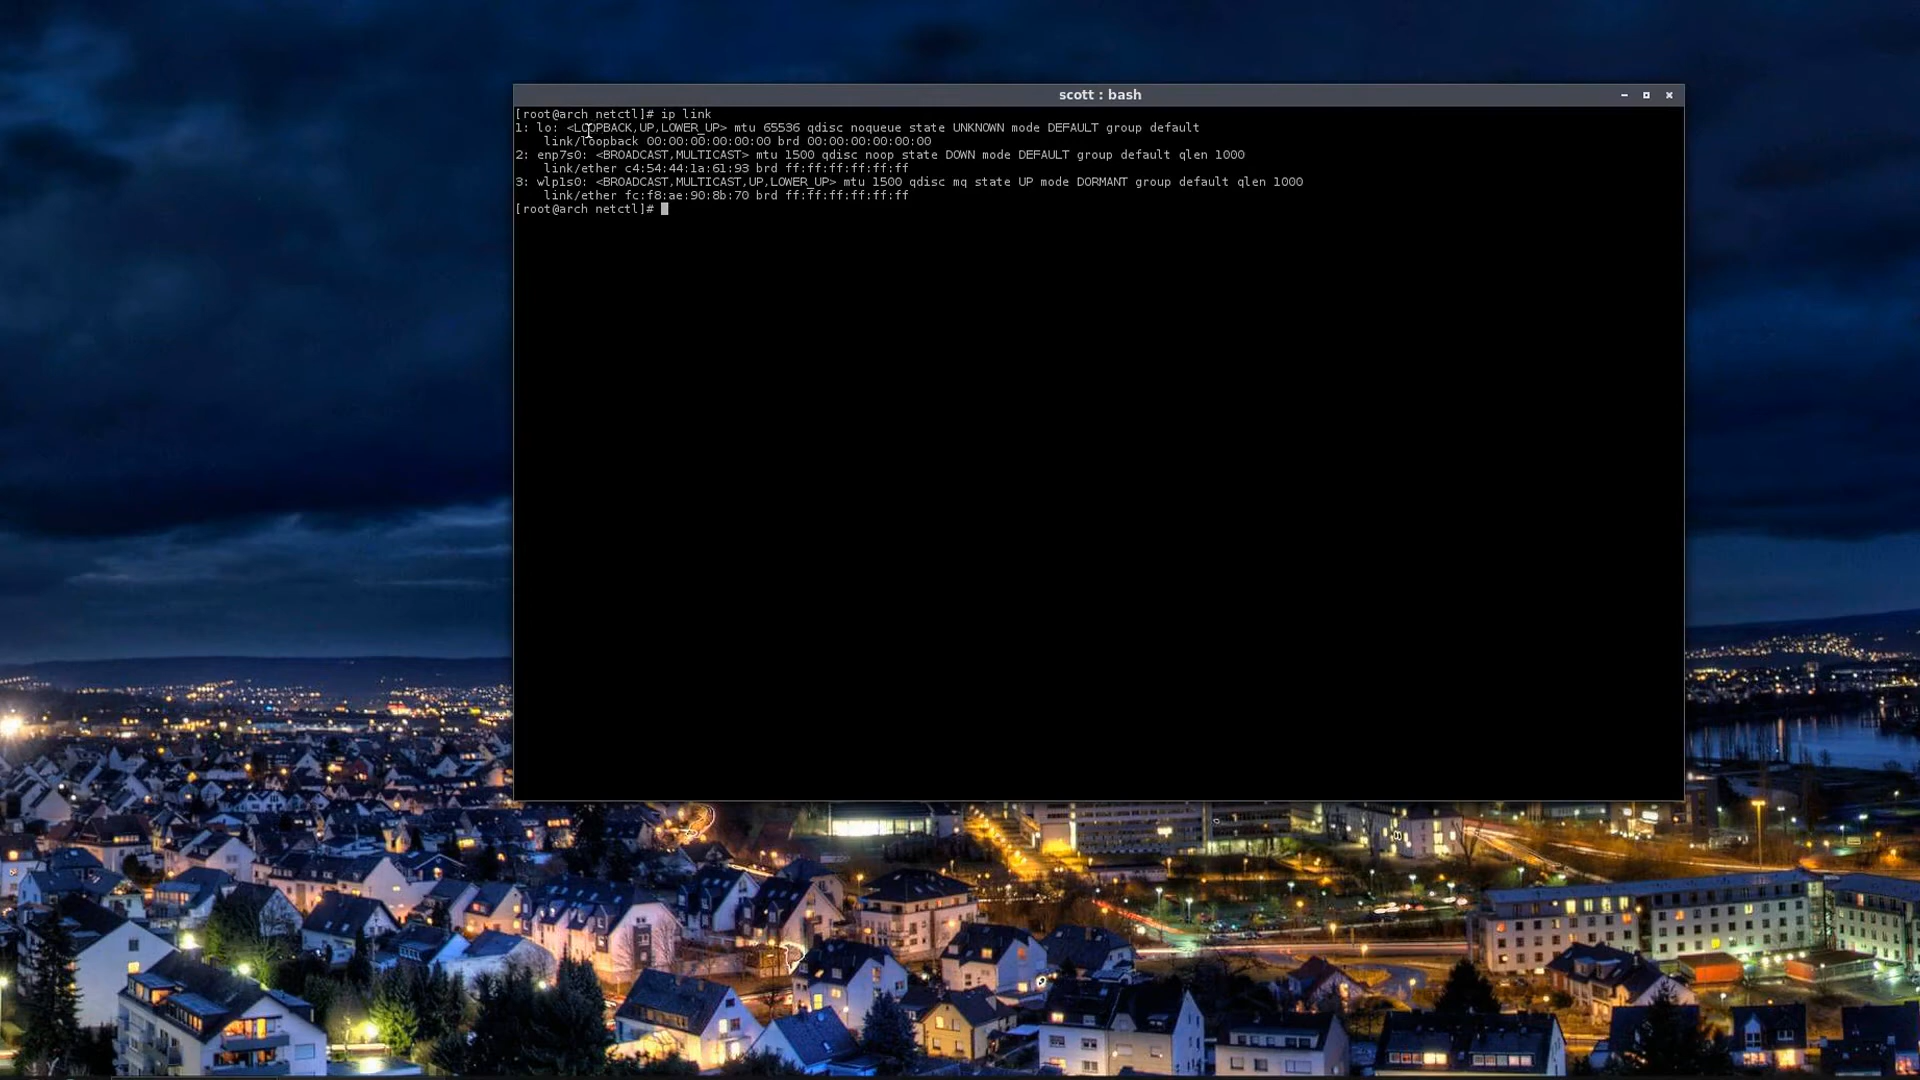 scott : bash
[root@arch netctl]# ip link
1: lo: <LOOPBACK,UP,LOWER_UP> mtu 65536 qdisc noqueue state UNKNOWN mode DEFAULT group default
link/loopback 00:00:00:00:00:00 brd 00:00:00:00:00:00
2: enp7s0: <BROADCAST,MULTICAST> mtu 1500 qdisc noop state DOWN mode DEFAULT group default qlen 1000
link/ether c4:54:44:1a:61:93 brd ff:ff:ff:ff:ff:ff
3: wlp1s0: <BROADCAST,MULTICAST,UP,LOWER_UP> mtu 1500 qdisc mq state UP mode DORMANT group default qlen 1000
link/ether fc:f8:ae:90:8b:70 brd ff:ff:ff:ff:ff:ff
[root@arch netctl]#